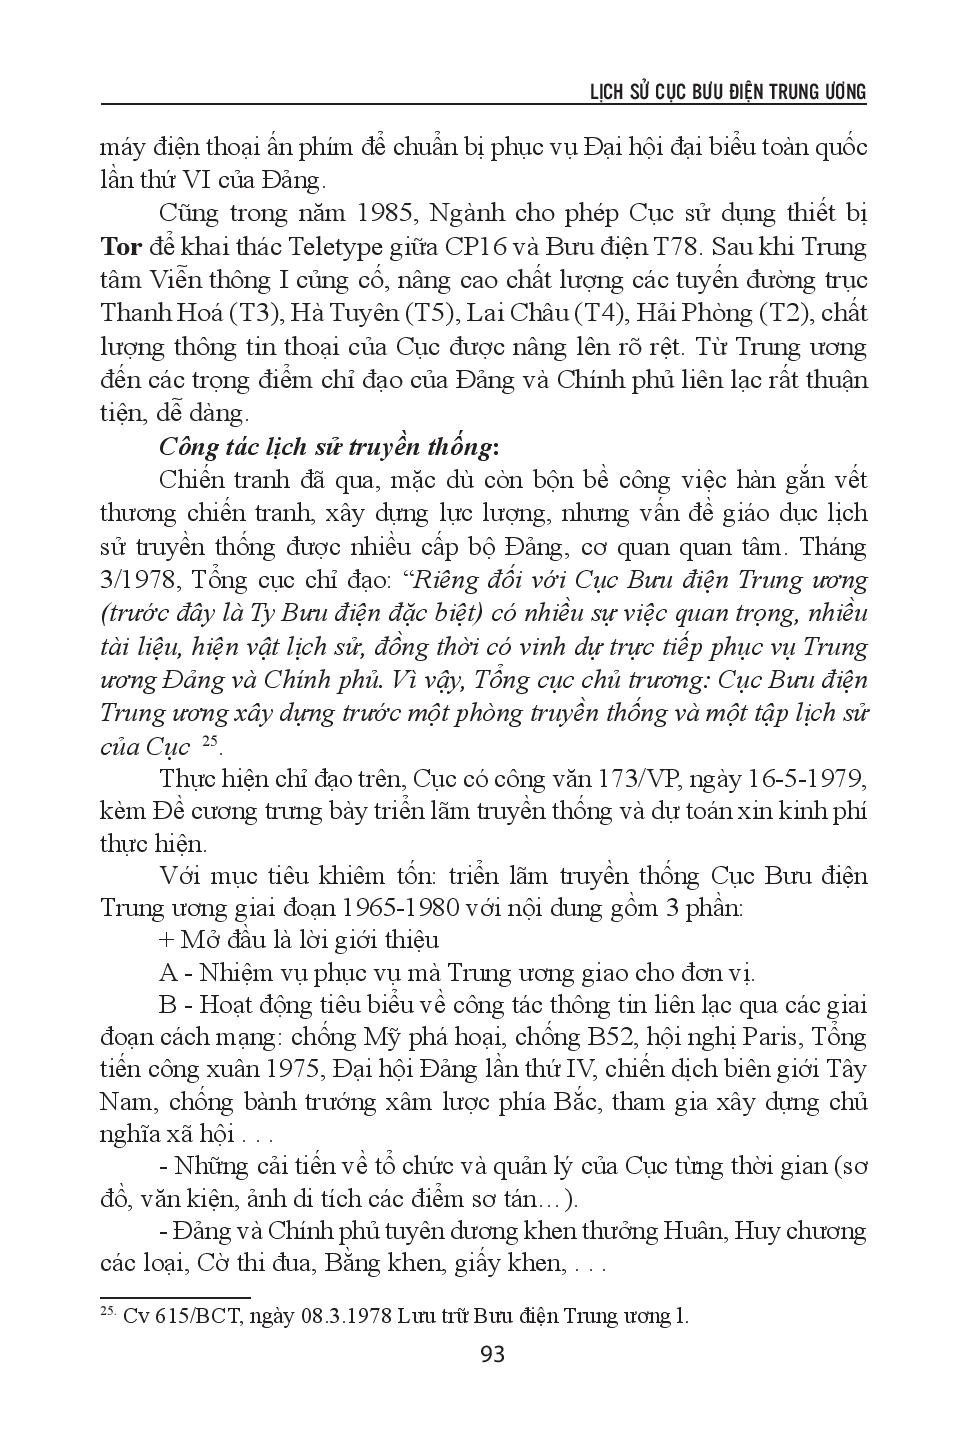 LỊCH SỬ CỤC BƯU ĐIỆN TRUNG ƯƠNG
máy điện thoại ấn phím để chuẩn bị phục vụ Đại hội đại biểu toàn quốc
lần thứ VI của Đảng.
Cũng trong năm 1985, Ngành cho phép Cục sử dụng thiết bị
Tor để khai thác Teletype giữa CP16 và Bưu điện T78. Sau khi Trung
tâm Viễn thông I củng cố, nâng cao chất lượng các tuyến đường trục
Thanh Hoá (T3), Hà Tuyên (T5), Lai Châu (T4), Hải Phòng (T2), chất
lượng thông tin thoại của Cục được nâng lên rõ rệt. Từ Trung ương
đến các trọng điểm chỉ đạo của Đảng và Chính phủ liên lạc rất thuận
tiện, dễ dàng.
Công tác lịch sử truyền thống:
Chiến tranh đã qua, mặc dù còn bộn bề công việc hàn gắn vết
thương chiến tranh, xây dựng lực lượng, nhưng vấn đề giáo dục lịch
sử truyền thống được nhiều cấp bộ Đảng, cơ quan quan tâm. Tháng
3/1978, Tổng cục chỉ đạo: “Riêng đối với Cục Bưu điện Trung ương
(trước đây là Ty Bưu điện đặc biệt) có nhiều sự việc quan trọng, nhiều
tài liệu, hiện vật lịch sử, đồng thời có vinh dự trực tiếp phục vụ Trung
ương Đảng và Chính phủ. Vì vậy, Tổng cục chủ trương: Cục Bưu điện
Trung ương xây dựng trước một phòng truyền thống và một tập lịch sử
của Cục 25.
Thực hiện chỉ đạo trên, Cục có công văn 173/VP, ngày 16-5-1979,
kèm Đề cương trưng bày triển lãm truyền thống và dự toán xin kinh phí
thực hiện.
Với mục tiêu khiêm tốn: triển lãm truyền thống Cục Bưu điện
Trung ương giai đoạn 1965-1980 với nội dung gồm 3 phần:
+ Mở đầu là lời giới thiệu
A - Nhiệm vụ phục vụ mà Trung ương giao cho đơn vị.
B - Hoạt động tiêu biểu về công tác thông tin liên lạc qua các giai
đoạn cách mạng: chống Mỹ phá hoại, chống B52, hội nghị Paris, Tổng
tiến công xuân 1975, Đại hội Đảng lần thứ IV, chiến dịch biên giới Tây
Nam, chống bành trướng xâm lược phía Bắc, tham gia xây dựng chủ
nghĩa xã hội . . .
- Những cải tiến về tổ chức và quản lý của Cục từng thời gian (sơ
đồ, văn kiện, ảnh di tích các điểm sơ tán…).
- Đảng và Chính phủ tuyên dương khen thưởng Huân, Huy chương
các loại, Cờ thi đua, Bằng khen, giấy khen, . . .
25. Cv 615/BCT, ngày 08.3.1978 Lưu trữ Bưu điện Trung ương l.
93